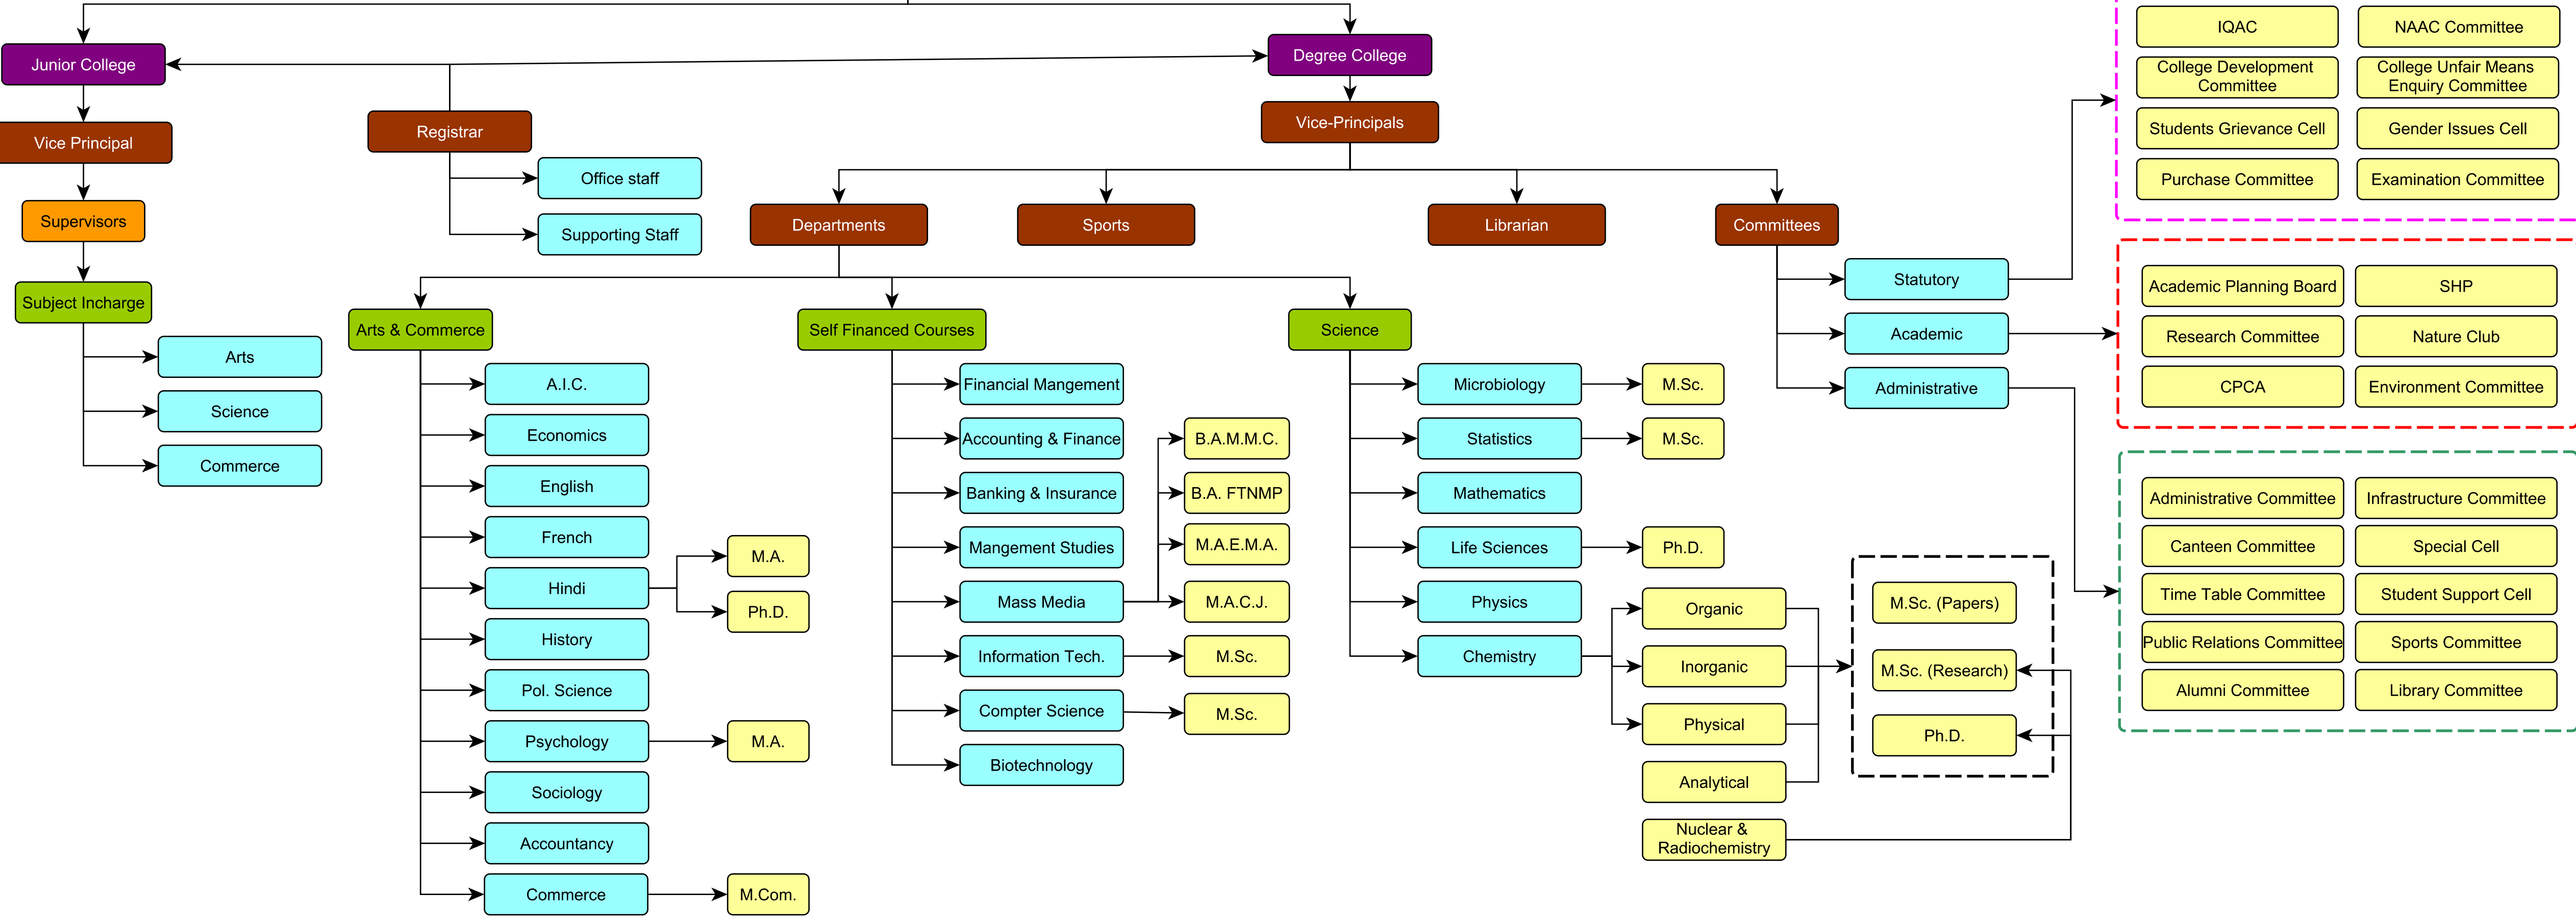 Junior College
Vice Principal
Supervisors
Subject Incharge
Arts
Science
Commerce
Registrar
Office staff
Supporting Staff
Degree College
Vice-Principals
Departments
Sports
Librarian
Committees
Arts & Commerce
A.I.C.
Economics
English
French
Hindi
M.A.
Ph.D.
History
Pol. Science
Psychology
M.A.
Sociology
Accountancy
Commerce
M.Com.
Self Financed Courses
Financial Mangement
Accounting & Finance
Banking & Insurance
Mangement Studies
Mass Media
B.A.M.M.C.
B.A. FTNMP
M.A.E.M.A.
M.A.C.J.
Information Tech.
M.Sc.
Compter Science
M.Sc.
Biotechnology
Science
Microbiology
M.Sc.
Statistics
M.Sc.
Mathematics
Life Sciences
Ph.D.
Physics
Chemistry
Organic
Inorganic
Physical
Analytical
Nuclear &
Radiochemistry
M.Sc. (Papers)
M.Sc. (Research)
Ph.D.
Statutory
Academic
Administrative
IQAC
NAAC Committee
College Development
Committee
College Unfair Means
Enquiry Committee
Students Grievance Cell
Gender Issues Cell
Purchase Committee
Examination Committee
Academic Planning Board
SHP
Research Committee
Nature Club
CPCA
Environment Committee
Administrative Committee
Infrastructure Committee
Canteen Committee
Special Cell
Time Table Committee
Student Support Cell
Public Relations Committee
Sports Committee
Alumni Committee
Library Committee